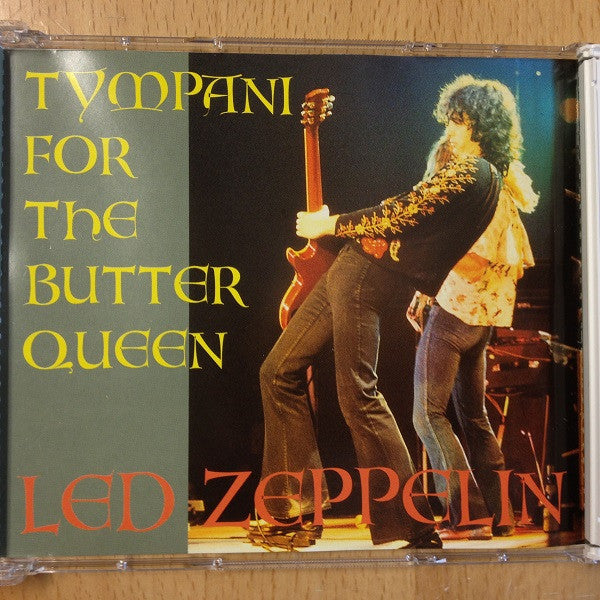 TYMPANI
FOR
ThE
BUTTER
QUEEN
LED ZEPPELIN